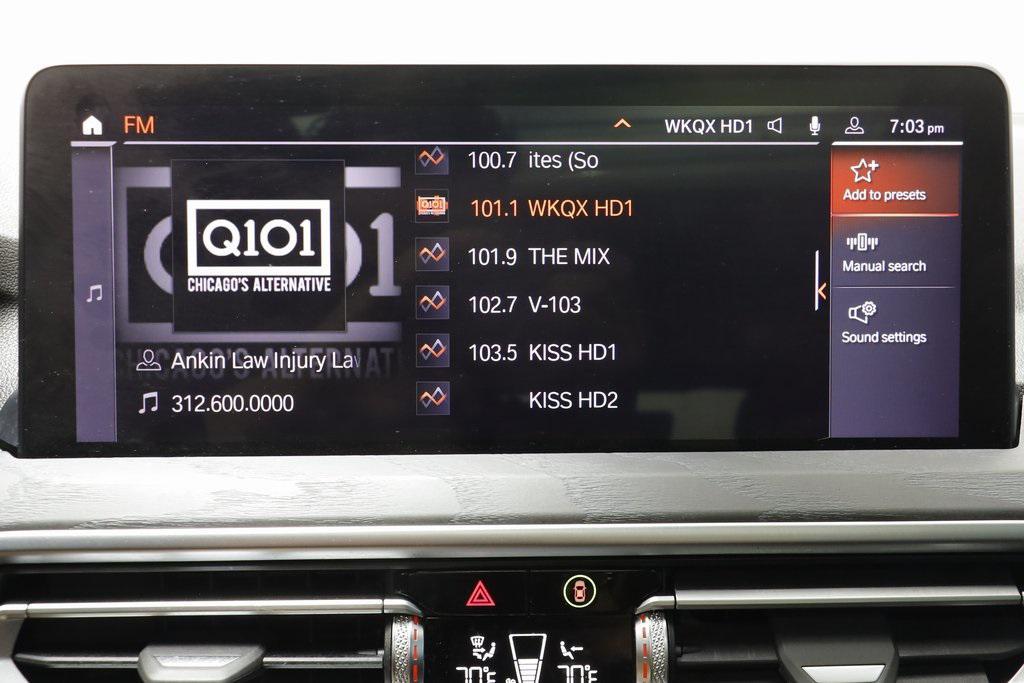 FM
WKQX HD1
7:03 pm
Q101
CHICAGO'S ALTERNATIVE
Ankin Law Injury La
312.600.0000
100.7 ites (So
101.1 WKQX HD1
101.9 THE MIX
102.7 V-103
103.5 KISS HD1
KISS HD2
Add to presets
Manual search
Sound settings
70°F
70°F